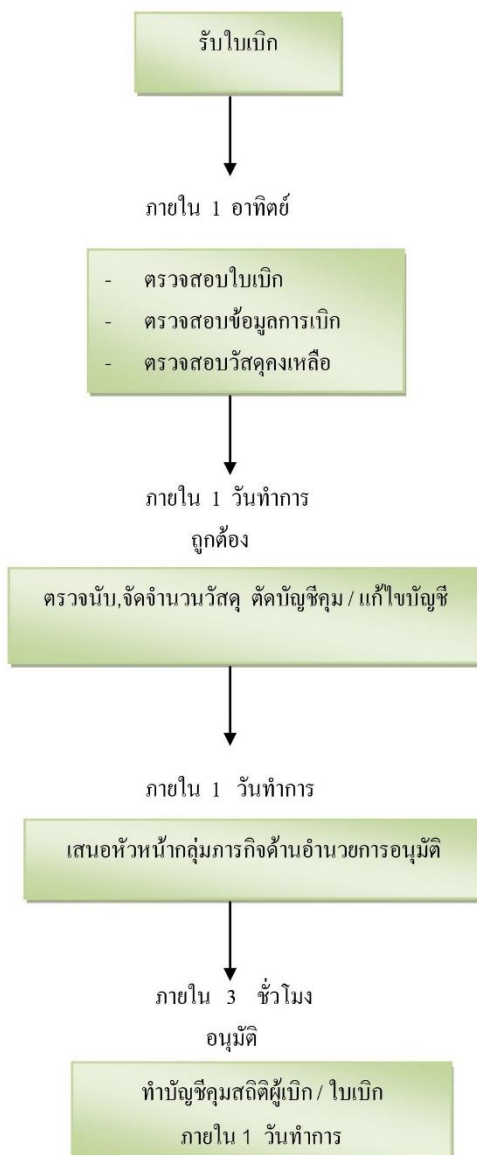 รับใบเบิก
ภายใน 1 อาทิตย์
- ตรวจสอบใบเบิก
- ตรวจสอบข้อมูลการเบิก
- ตรวจสอบวัสดุคงเหลือ
ภายใน 1 วันทำการ
ถูกต้อง
ตรวจนับ,จัดจำนวนวัสดุ ตัดบัญชีคุม / แก้ไขบัญชี
ภายใน 1 วันทำการ
เสนอหัวหน้ากลุ่มภารกิจด้านอำนวยการอนุมัติ
ภายใน 3 ชั่วโมง
อนุมัติ
ทำบัญชีคุมสถิติผู้เบิก / ใบเบิก
ภายใน 1 วันทำการ